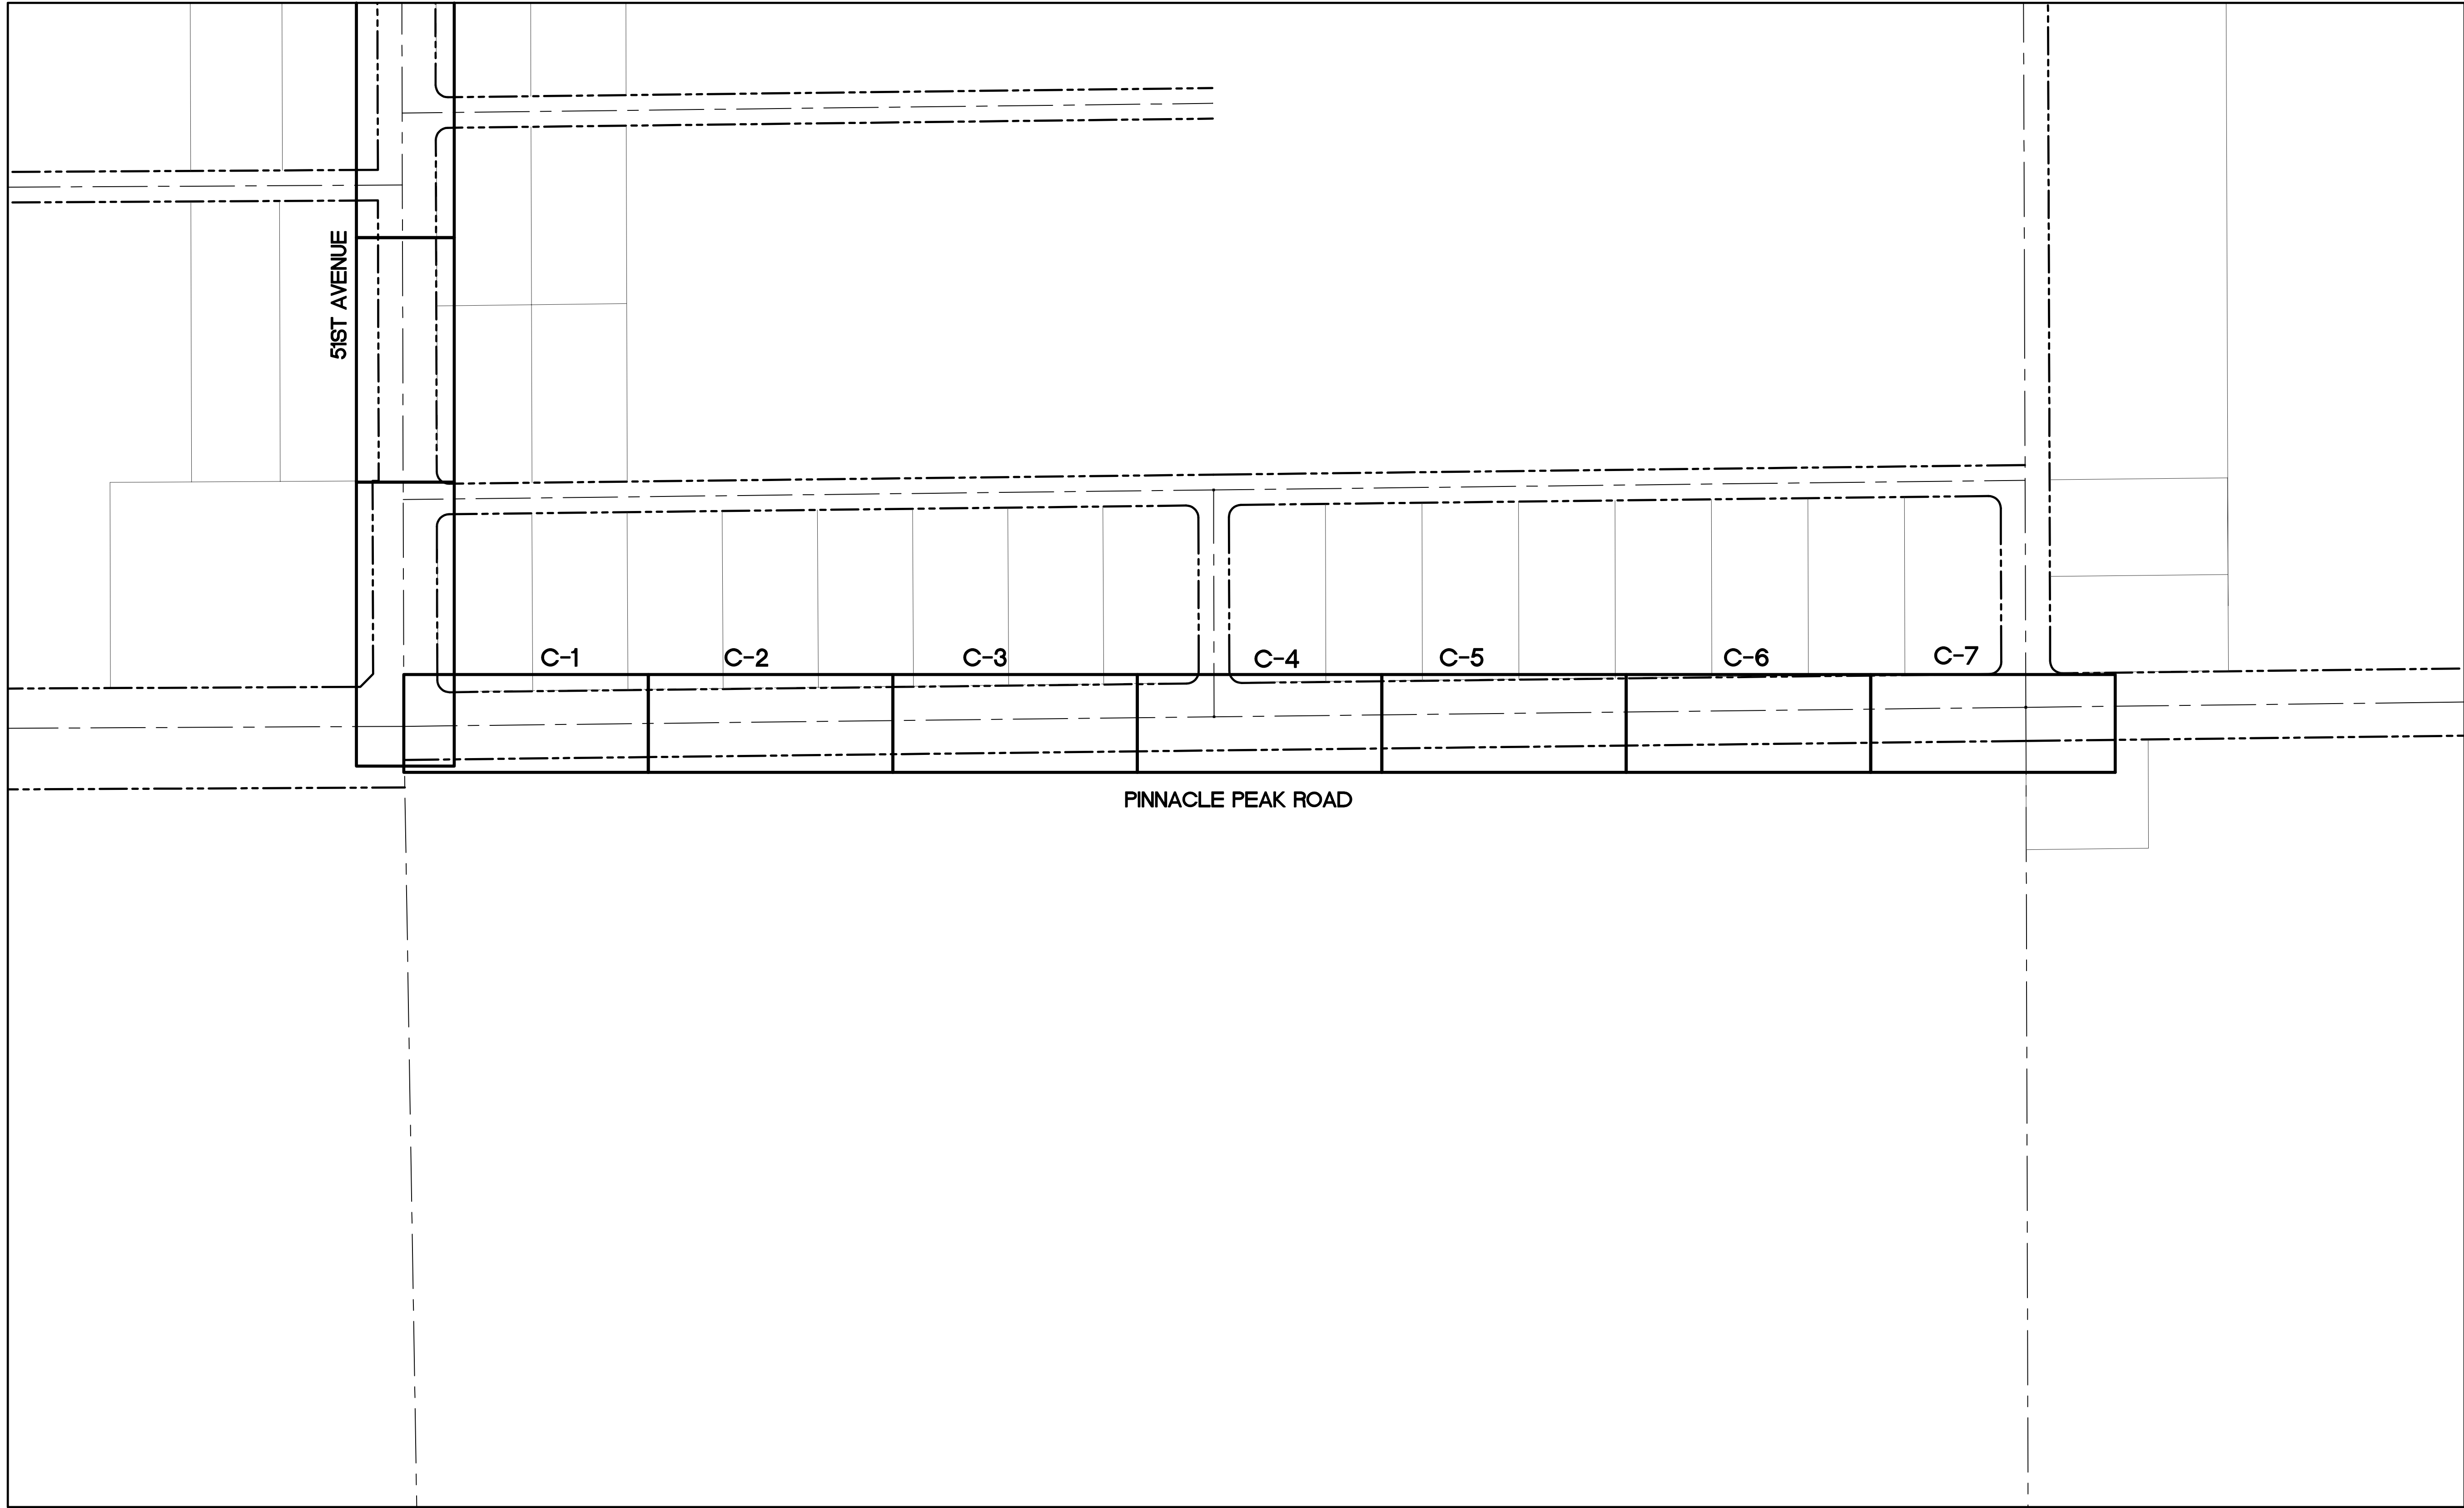 51ST AVENUE
C-1
C-2
C-3
C-4
C-5
C-6
C-7
PINNACLE PEAK ROAD